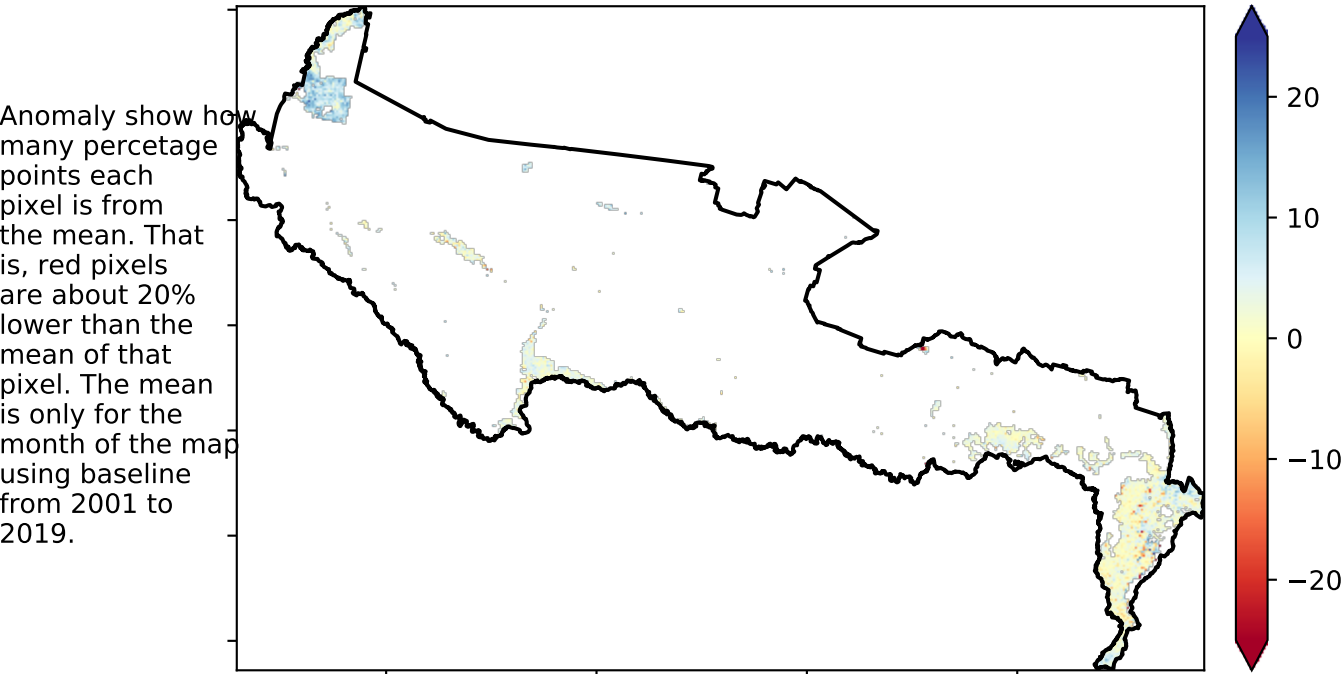 Anomaly show how
many percetage
points each
pixel is from
the mean. That
is, red pixels
are about 20%
lower than the
mean of that
pixel. The mean
is only for the
month of the map
using baseline
from 2001 to
2019.
20
10
0
−10
−20